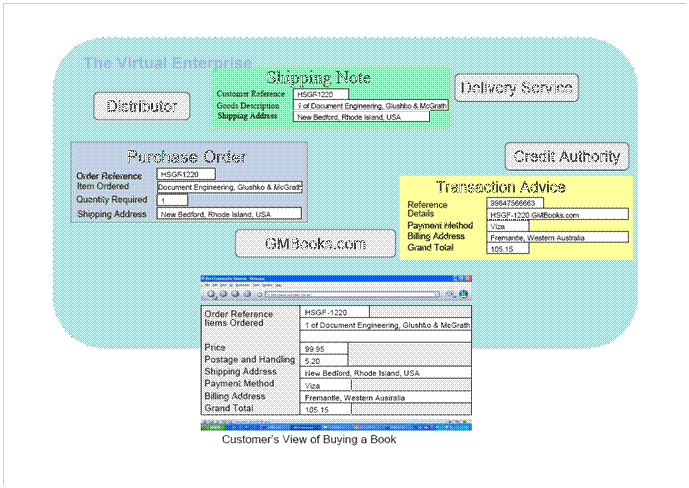 The Virtual Enterprise
Shipping Note
Customer Reference HSGF1220
Goods Description 1 of Document Engineering, Glushko & McGrath
Shipping Address New Bedford, Rhode Island, USA
Delivery Service
Distributor
Purchase Order
Order Reference HSGF1220
Item Ordered Document Engineering, Glushko & McGrath
Quantity Required 1
Shipping Address New Bedford, Rhode Island, USA
Credit Authority
Transaction Advice
Reference 99847566663
Details HSGF-1220 GMBooks.com
Payment Method Viza
Billing Address Fremantle, Western Australia
Grand Total 105.15
GMBooks.com
Order Reference HSGF-1220
Items Ordered 1 of Document Engineering, Glushko & McGrath
Price 99.95
Postage and Handling 5.20
Shipping Address New Bedford, Rhode Island, USA
Payment Method Viza
Billing Address Fremantle, Western Australia
Grand Total 105.15
Customer's View of Buying a Book